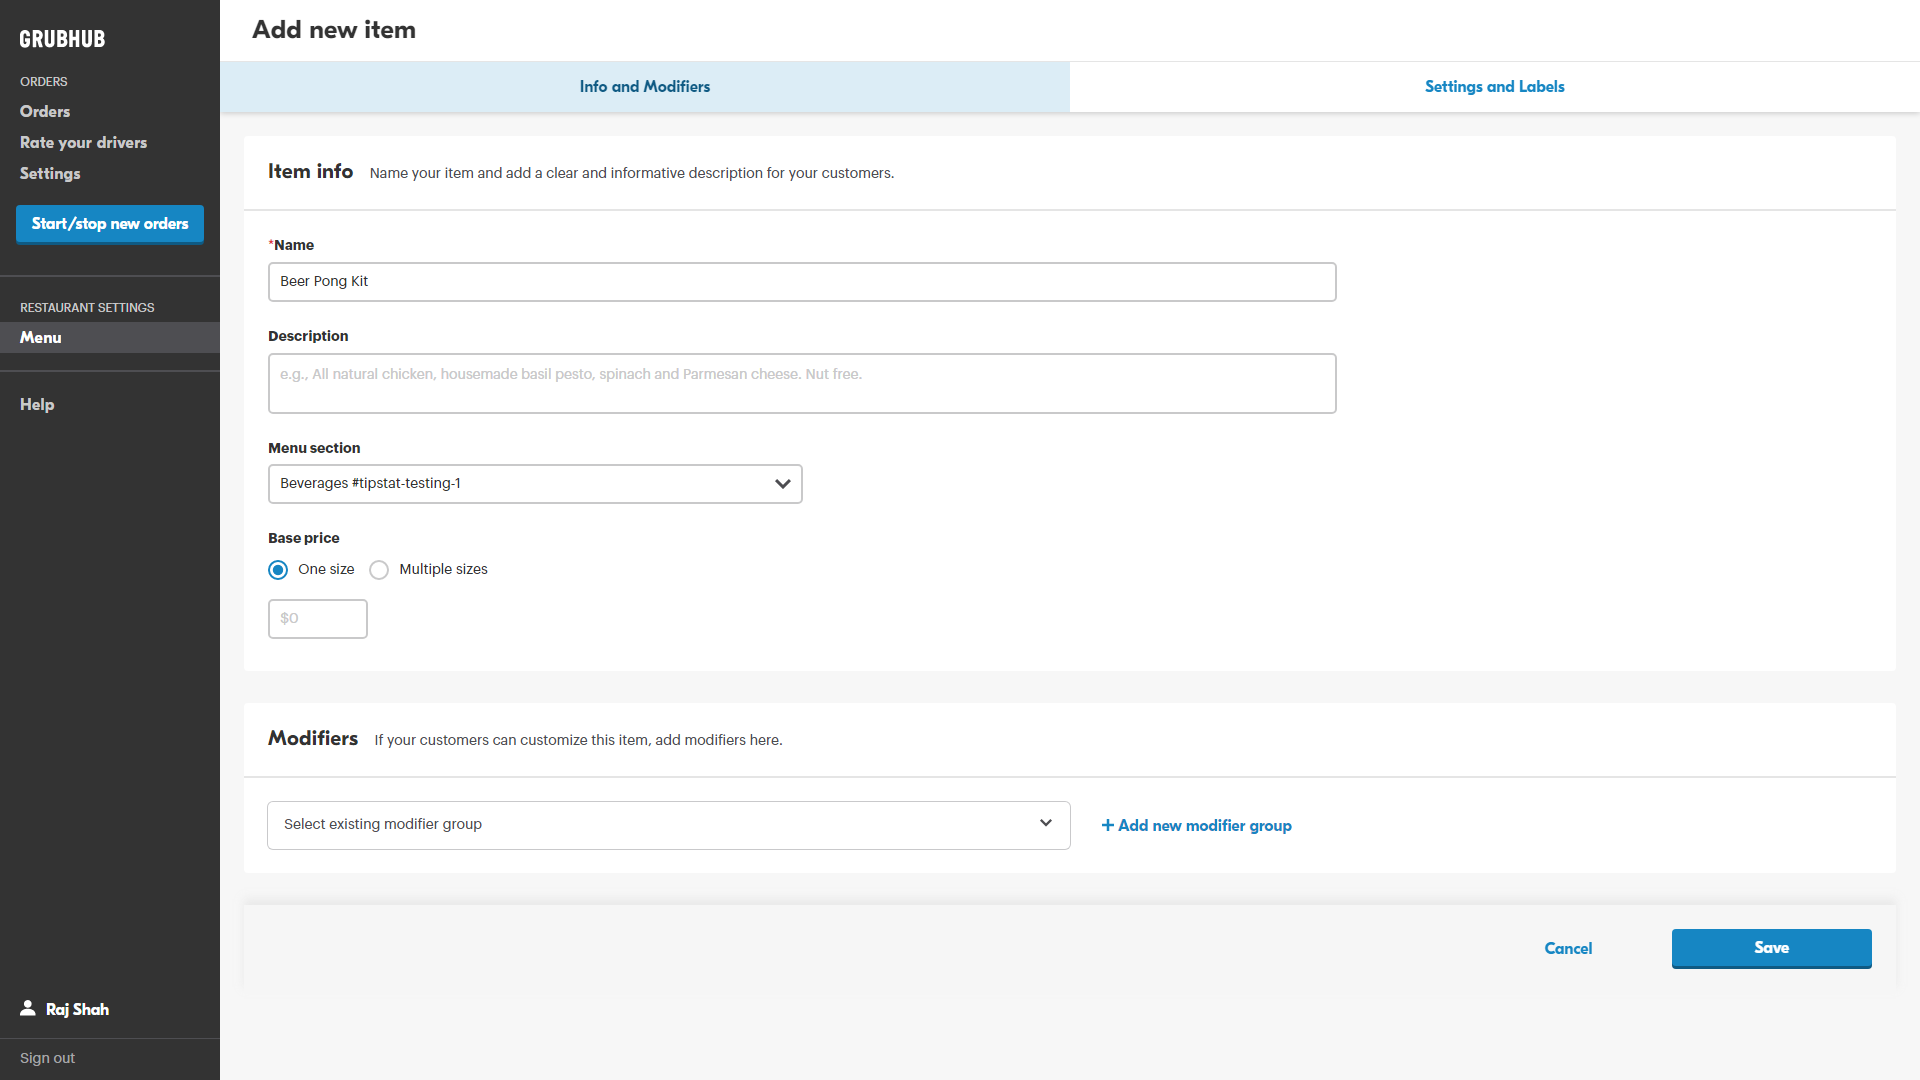 GRUBHUB
ORDERS
Orders
Rate your drivers
Settings
Start/stop new orders
RESTAURANT SETTINGS
Menu
Help
Raj Shah
Sign out
Add new item
Info and Modifiers
Settings and Labels
Item info Name your item and add a clear and informative description for your customers.
*Name
Beer Pong Kit
Description
e.g., All natural chicken, housemade basil pesto, spinach and Parmesan cheese. Nut free.
Menu section
Beverages #tipstat-testing-1
Base price
One size Multiple sizes
$0
Modifiers If your customers can customize this item, add modifiers here.
Select existing modifier group
+ Add new modifier group
Cancel
Save